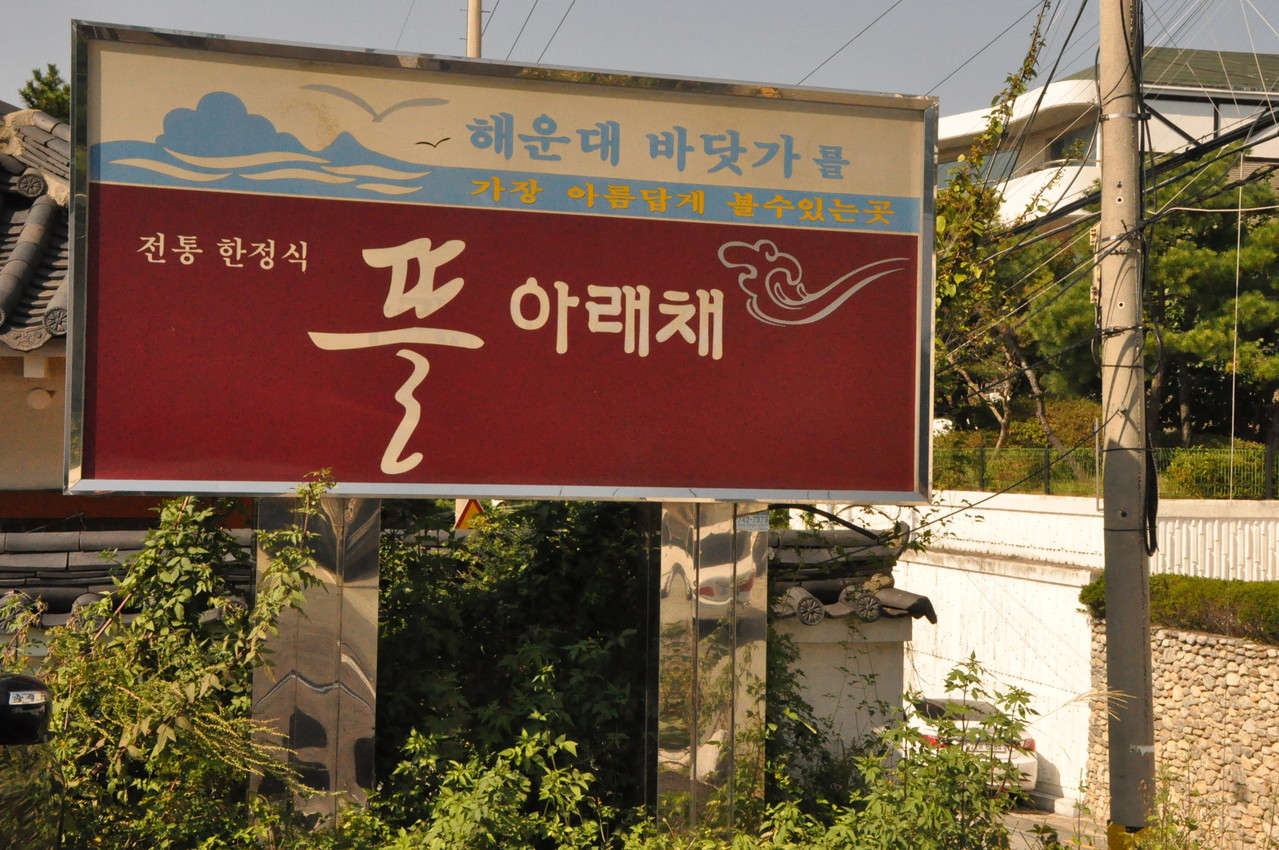 해운대 바닷가를
가장 아름답게 볼수있는곳
전통 한정식
뜰 아래채